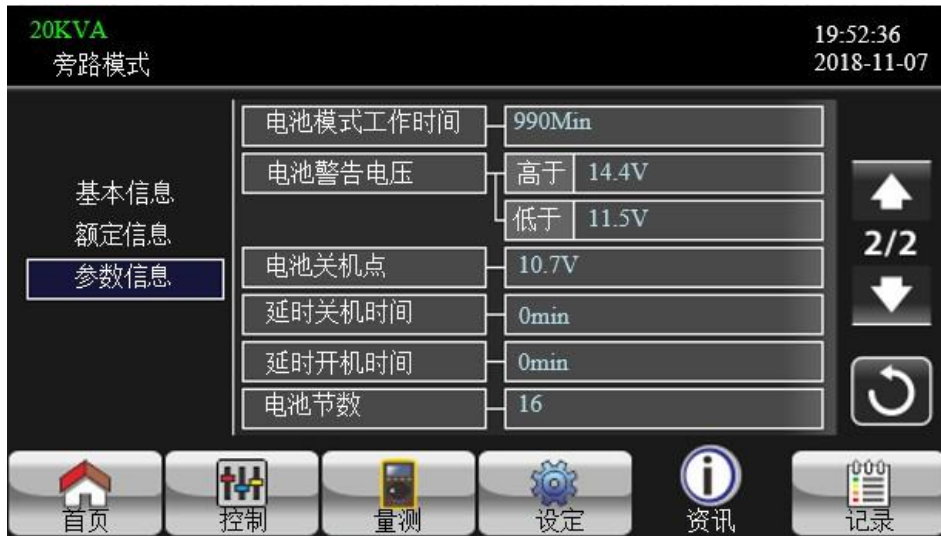 20KVA
旁路模式
19:52:36
2018-11-07
基本信息
额定信息
参数信息
电池模式工作时间 990Min
电池警告电压 高于 14.4V
低于 11.5V
电池关机点 10.7V
延时关机时间 0min
延时开机时间 0min
电池节数 16
2/2
首页 控制 量测 设定 资讯 记录